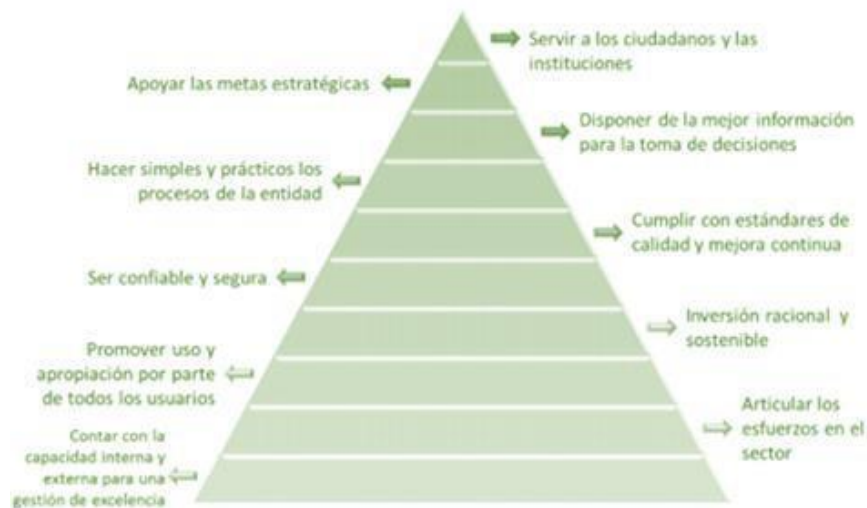 Servir a los ciudadanos y las
instituciones
Apoyar las metas estratégicas
Disponer de la mejor información
para la toma de decisiones
Hacer simples y prácticos los
procesos de la entidad
Cumplir con estándares de
calidad y mejora continua
Ser confiable y segura
Inversión racional y
sostenible
Promover uso y
apropiación por parte
de todos los usuarios
Articular los
esfuerzos en el
sector
Contar con la
capacidad interna y
externa para una
gestión de excelencia